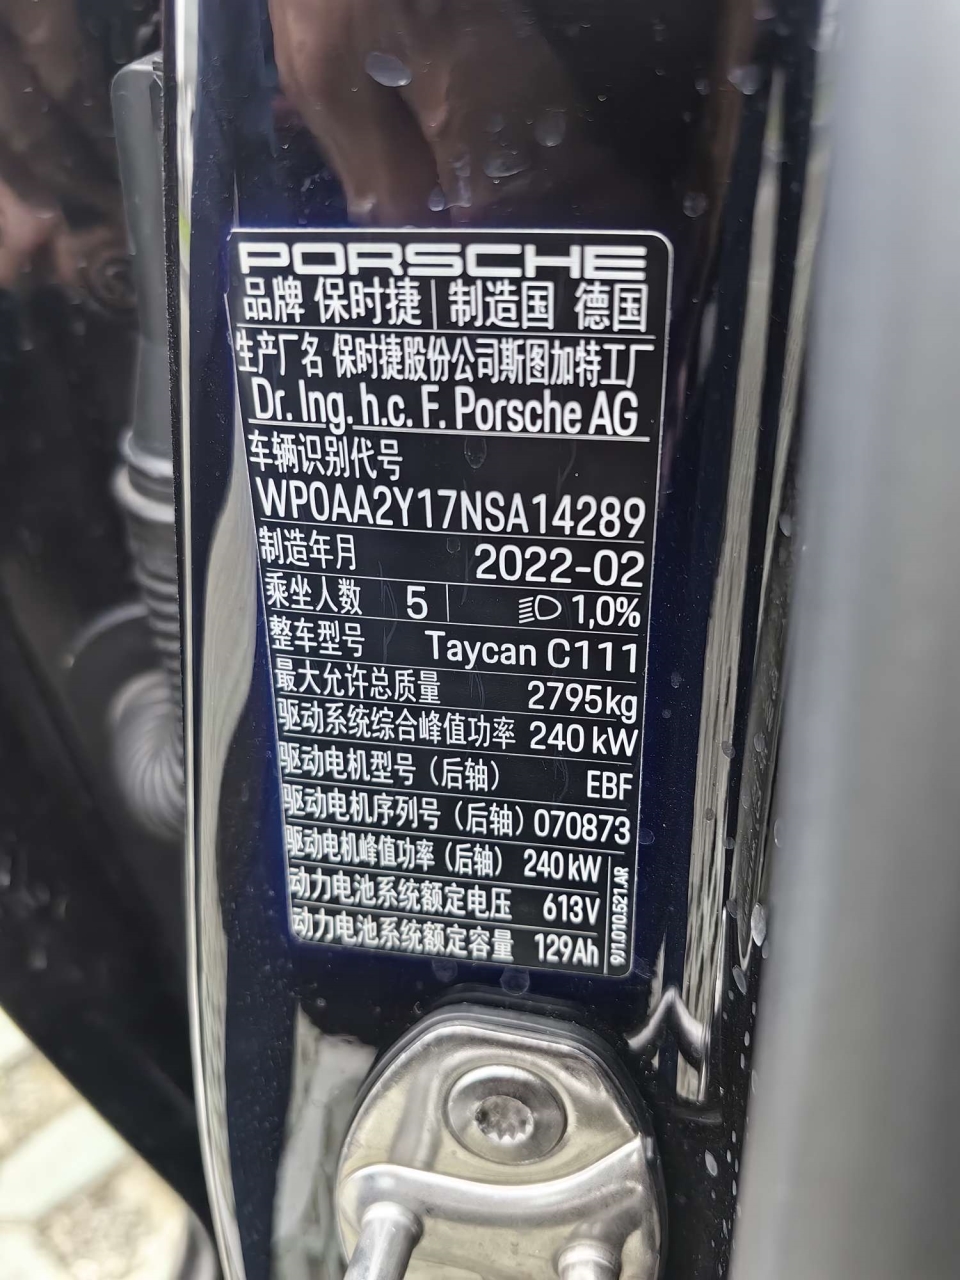 PORSCHE
品牌 保时捷 制造国 德国
生产厂名 保时捷股份公司斯图加特工厂
Dr. Ing. h.c. F. Porsche AG
车辆识别代号
WP0AA2Y17NSA14289
制造年月 2022-02
乘坐人数 5 1,0%
整车型号 Taycan C111
最大允许总质量 2795kg
驱动系统综合峰值功率 240 kW
驱动电机型号（后轴） EBF
驱动电机序列号（后轴） 070873
驱动电机峰值功率（后轴） 240 kW
动力电池系统额定电压 613V
动力电池系统额定容量 129Ah
9J1.010.521.AR